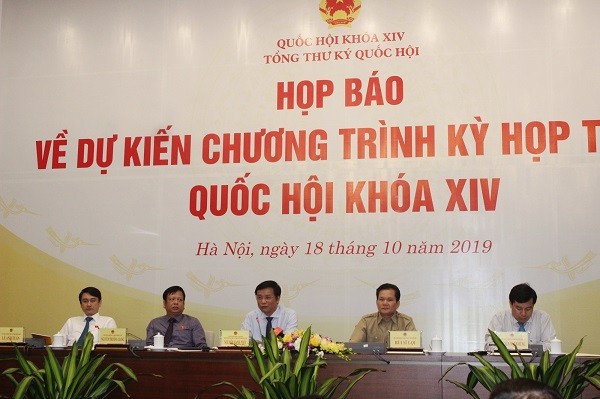 QUỐC HỘI KHÓA XIV
TỔNG THƯ KÝ QUỐC HỘI
HỌP BÁO
VỀ DỰ KIẾN CHƯƠNG TRÌNH KỲ HỌP T
QUỐC HỘI KHÓA XIV
Hà Nội, ngày 18 tháng 10 năm 2019